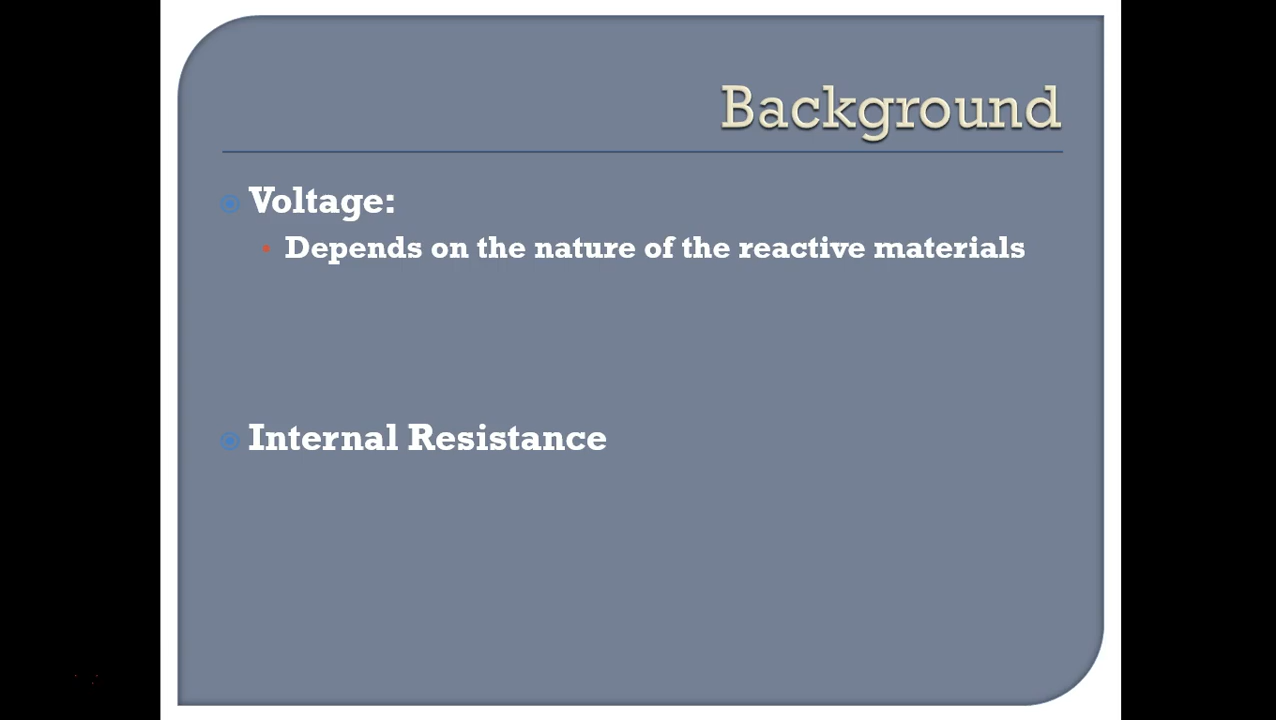 Background
Voltage:
Depends on the nature of the reactive materials
Internal Resistance